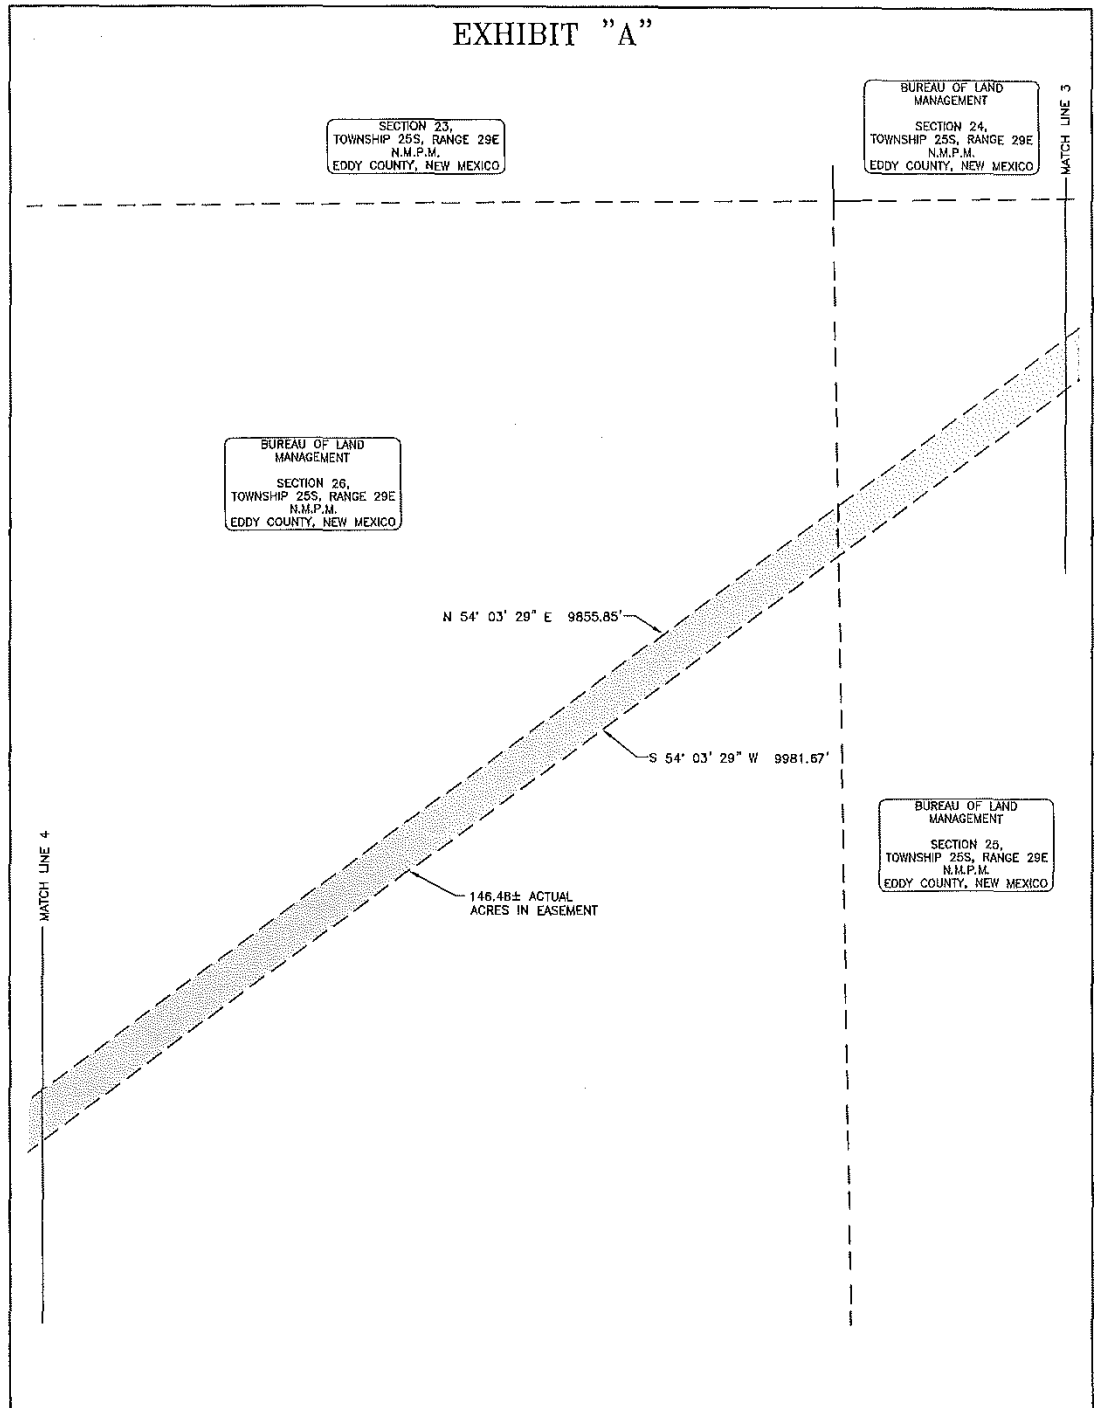 EXHIBIT "A"
BUREAU OF LAND
MANAGEMENT
SECTION 24,
TOWNSHIP 25S, RANGE 29E
N.M.P.M.
EDDY COUNTY, NEW MEXICO
MATCH LINE 3
SECTION 23,
TOWNSHIP 25S, RANGE 29E
N.M.P.M.
EDDY COUNTY, NEW MEXICO
BUREAU OF LAND
MANAGEMENT
SECTION 26,
TOWNSHIP 25S, RANGE 29E
N.M.P.M.
EDDY COUNTY, NEW MEXICO
N 54° 03' 29" E 9855.85'
S 54° 03' 29" W 9981.67'
BUREAU OF LAND
MANAGEMENT
SECTION 25,
TOWNSHIP 25S, RANGE 29E
N.M.P.M.
EDDY COUNTY, NEW MEXICO
MATCH LINE 4
146.48± ACTUAL
ACRES IN EASEMENT